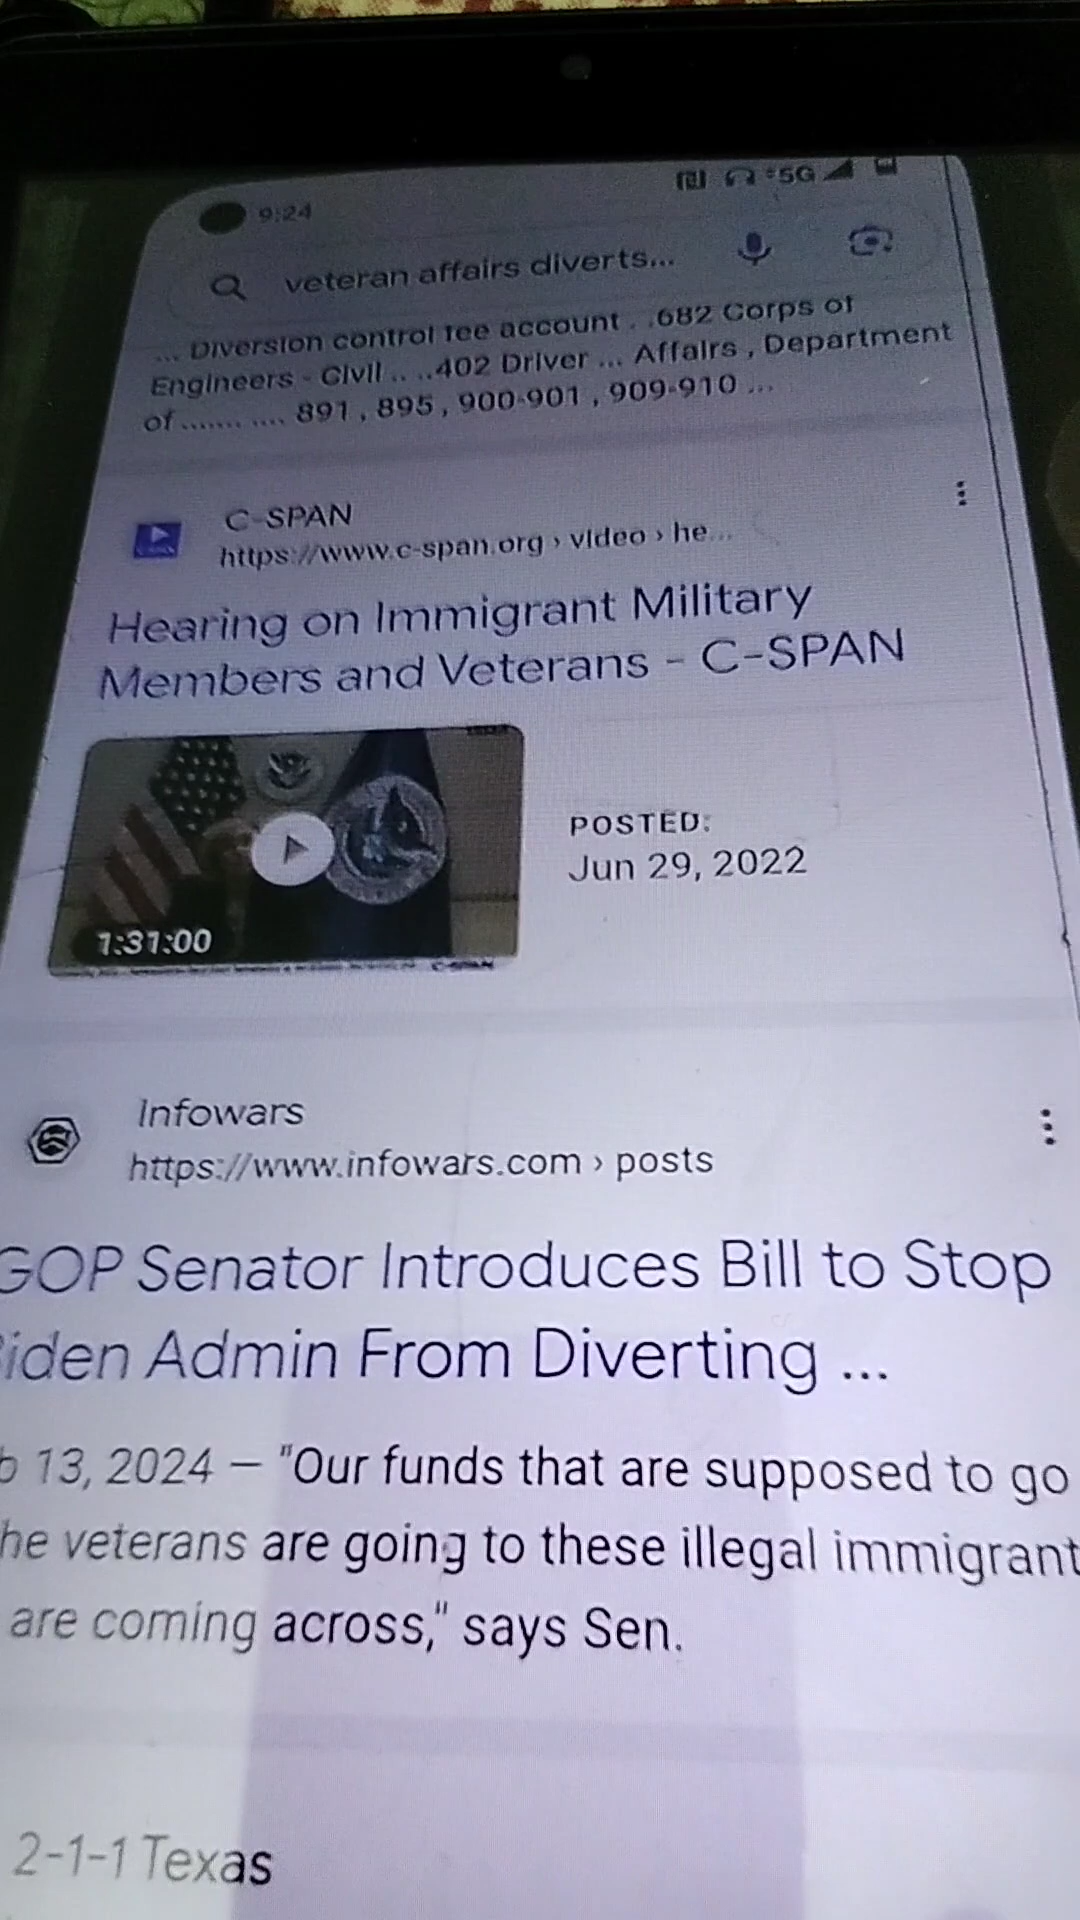 9:24 5G
veteran affairs diverts...
... Diversion control fee account . .682 Corps of
Engineers - Civil .. ..402 Driver ... Affairs , Department
of ....... .... 891 , 895 , 900-901 , 909-910 ...
C-SPAN
https://www.c-span.org › video › he...
Hearing on Immigrant Military
Members and Veterans - C-SPAN
1:31:00
C-SPAN
POSTED:
Jun 29, 2022
Infowars
https://www.infowars.com › posts
GOP Senator Introduces Bill to Stop
iden Admin From Diverting ...
b 13, 2024 — "Our funds that are supposed to go
he veterans are going to these illegal immigrant
are coming across," says Sen.
2-1-1 Texas